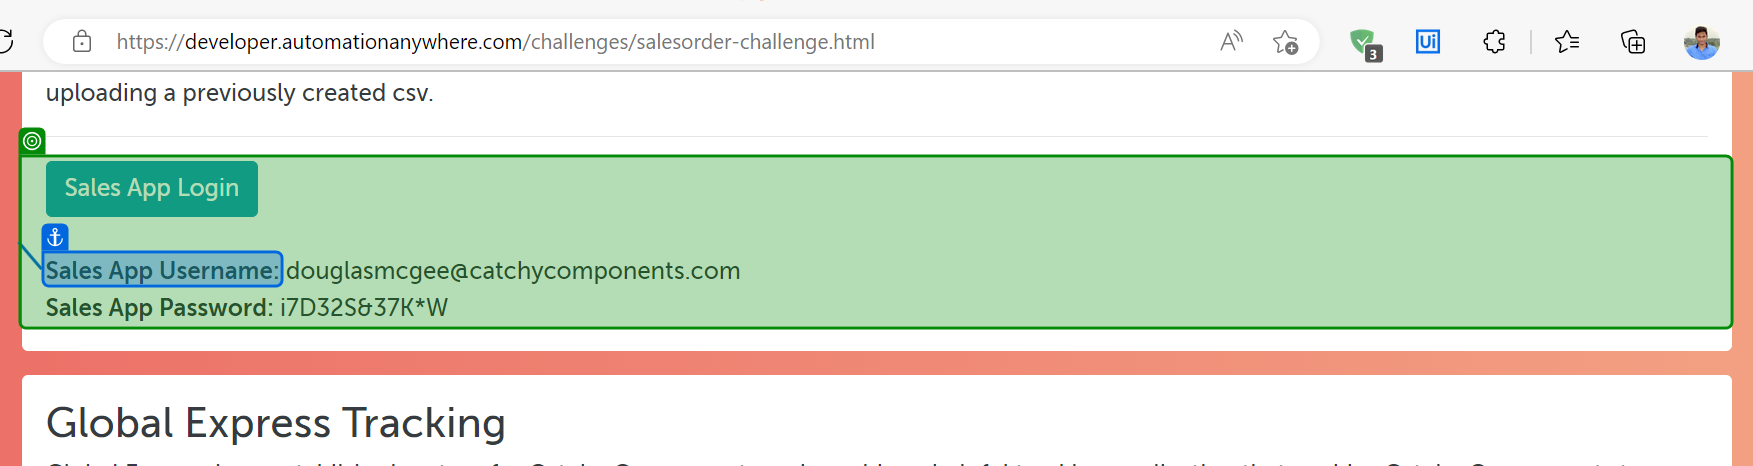 https://developer.automationanywhere.com/challenges/salesorder-challenge.html
A
3
Ui
uploading a previously created csv.
Sales App Login
Sales App Username: douglasmcgee@catchycomponents.com
Sales App Password: i7D32S&37K*W
Global Express Tracking